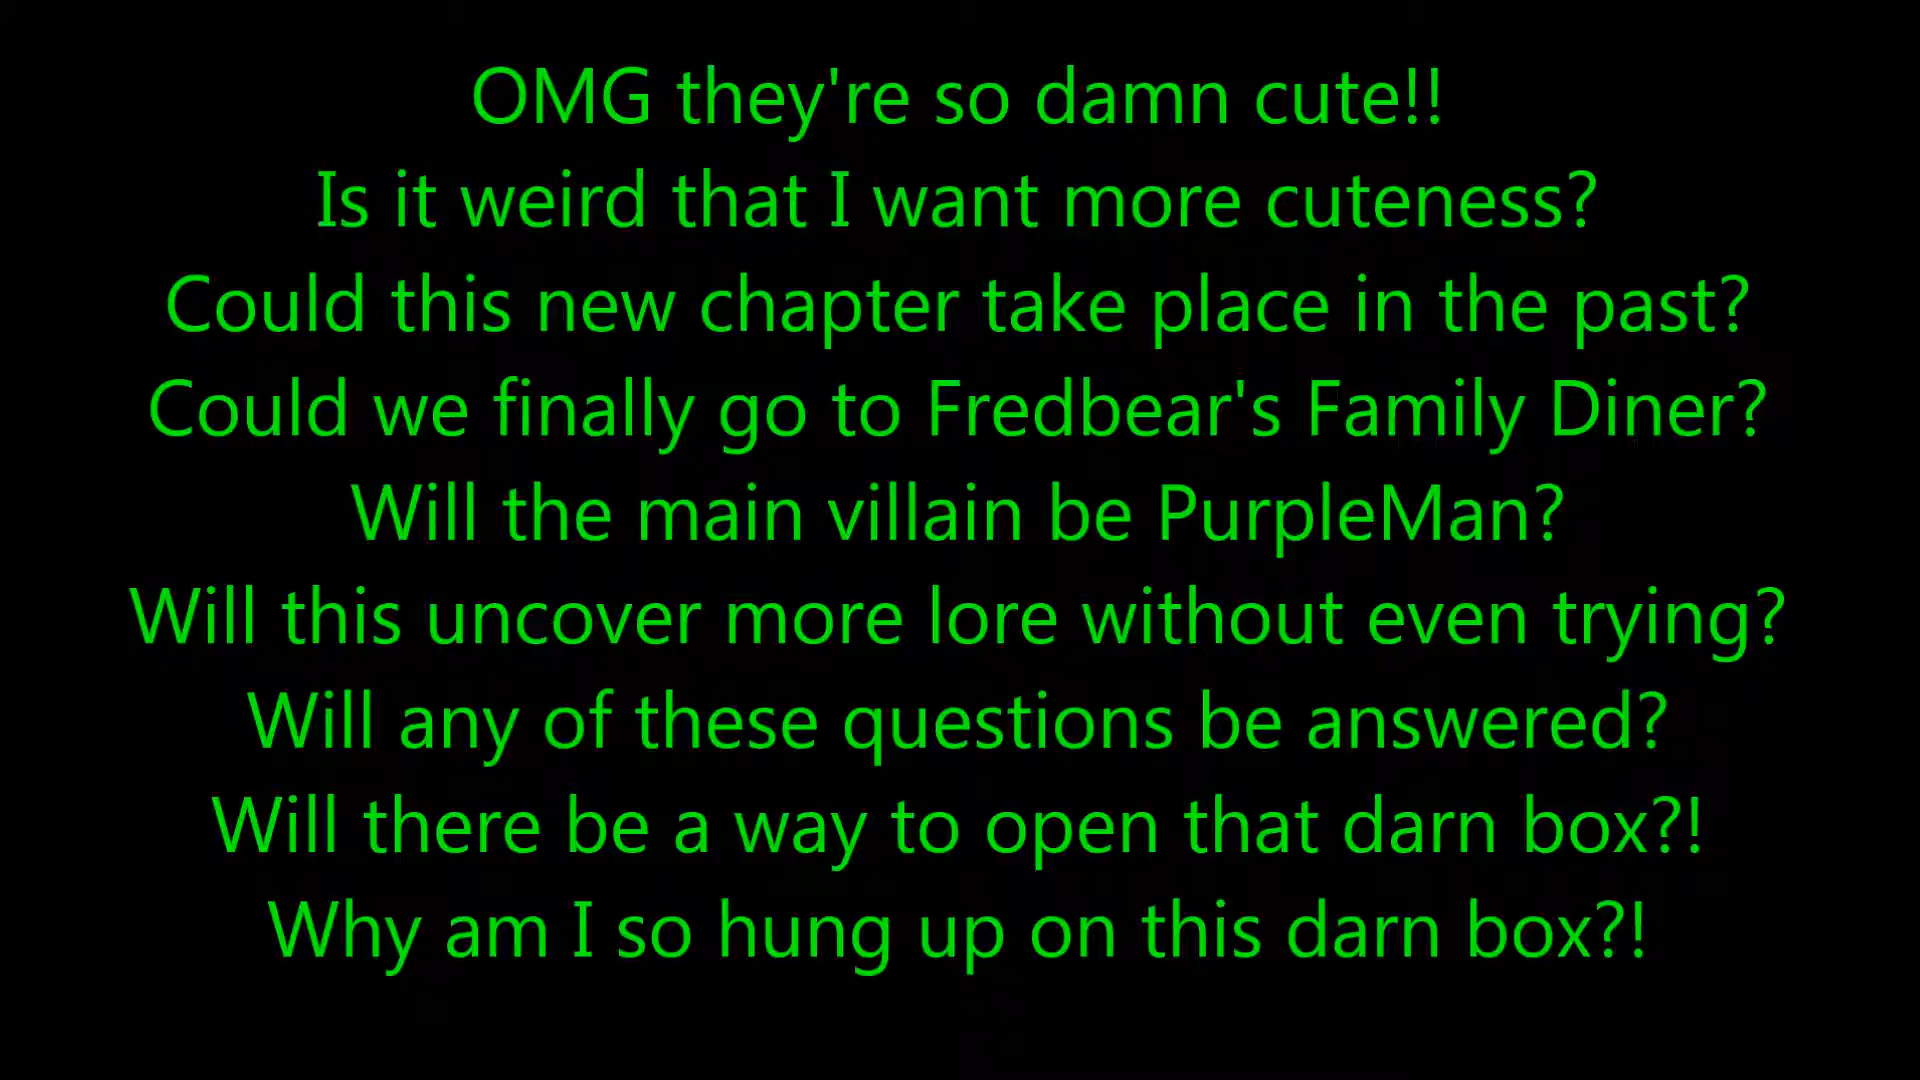 OMG they're so damn cute!!
Is it weird that I want more cuteness?
Could this new chapter take place in the past?
Could we finally go to Fredbear's Family Diner?
Will the main villain be PurpleMan?
Will this uncover more lore without even trying?
Will any of these questions be answered?
Will there be a way to open that darn box?!
Why am I so hung up on this darn box?!